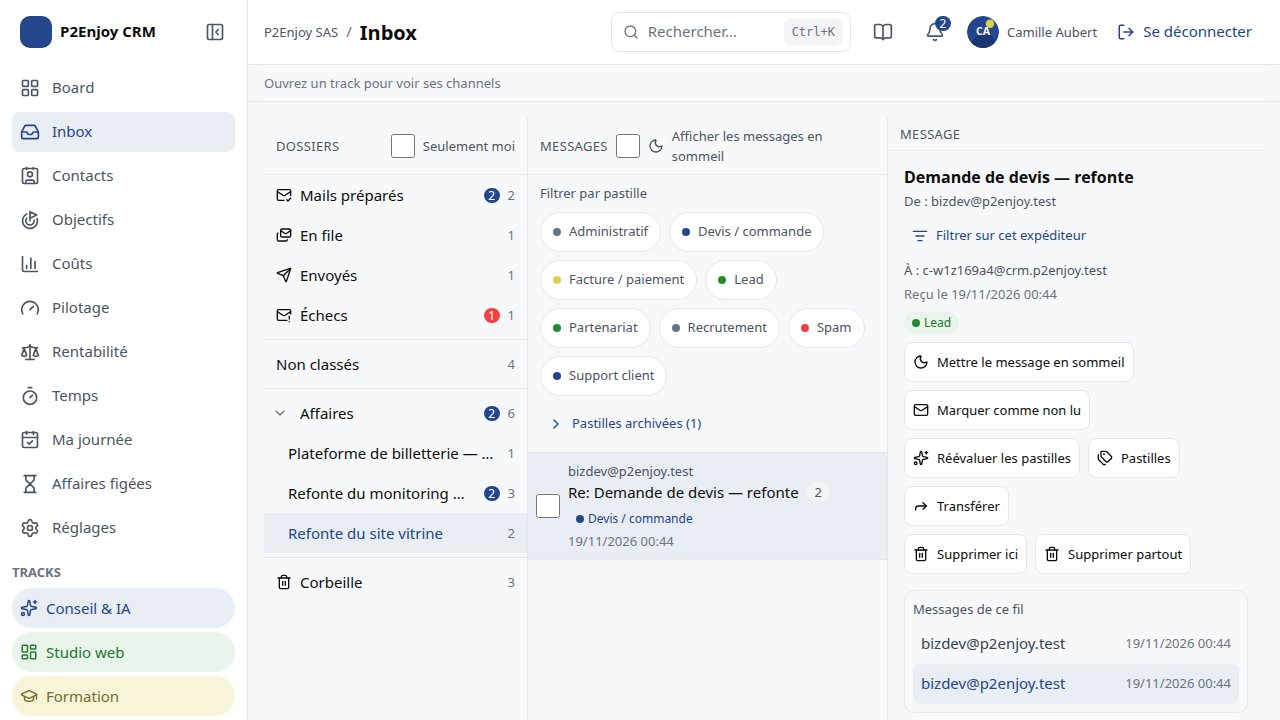 P2Enjoy CRM
Board
Inbox
Contacts
Objectifs
Coûts
Pilotage
Rentabilité
Temps
Ma journée
Affaires figées
Réglages
TRACKS
Conseil & IA
Studio web
Formation
P2Enjoy SAS / Inbox
Rechercher... Ctrl+K
2
CA Camille Aubert
Se déconnecter
Ouvrez un track pour voir ses channels
DOSSIERS Seulement moi
Mails préparés 2 2
En file 1
Envoyés 1
Échecs 1 1
Non classés 4
Affaires 2 6
Plateforme de billetterie — ... 1
Refonte du monitoring ... 2 3
Refonte du site vitrine 2
Corbeille 3
MESSAGES Afficher les messages en
sommeil
Filtrer par pastille
Administratif Devis / commande
Facture / paiement Lead
Partenariat Recrutement Spam
Support client
Pastilles archivées (1)
bizdev@p2enjoy.test
Re: Demande de devis — refonte 2
Devis / commande
19/11/2026 00:44
MESSAGE
Demande de devis — refonte
De : bizdev@p2enjoy.test
Filtrer sur cet expéditeur
À : c-w1z169a4@crm.p2enjoy.test
Reçu le 19/11/2026 00:44
Lead
Mettre le message en sommeil
Marquer comme non lu
Réévaluer les pastilles Pastilles
Transférer
Supprimer ici Supprimer partout
Messages de ce fil
bizdev@p2enjoy.test 19/11/2026 00:44
bizdev@p2enjoy.test 19/11/2026 00:44